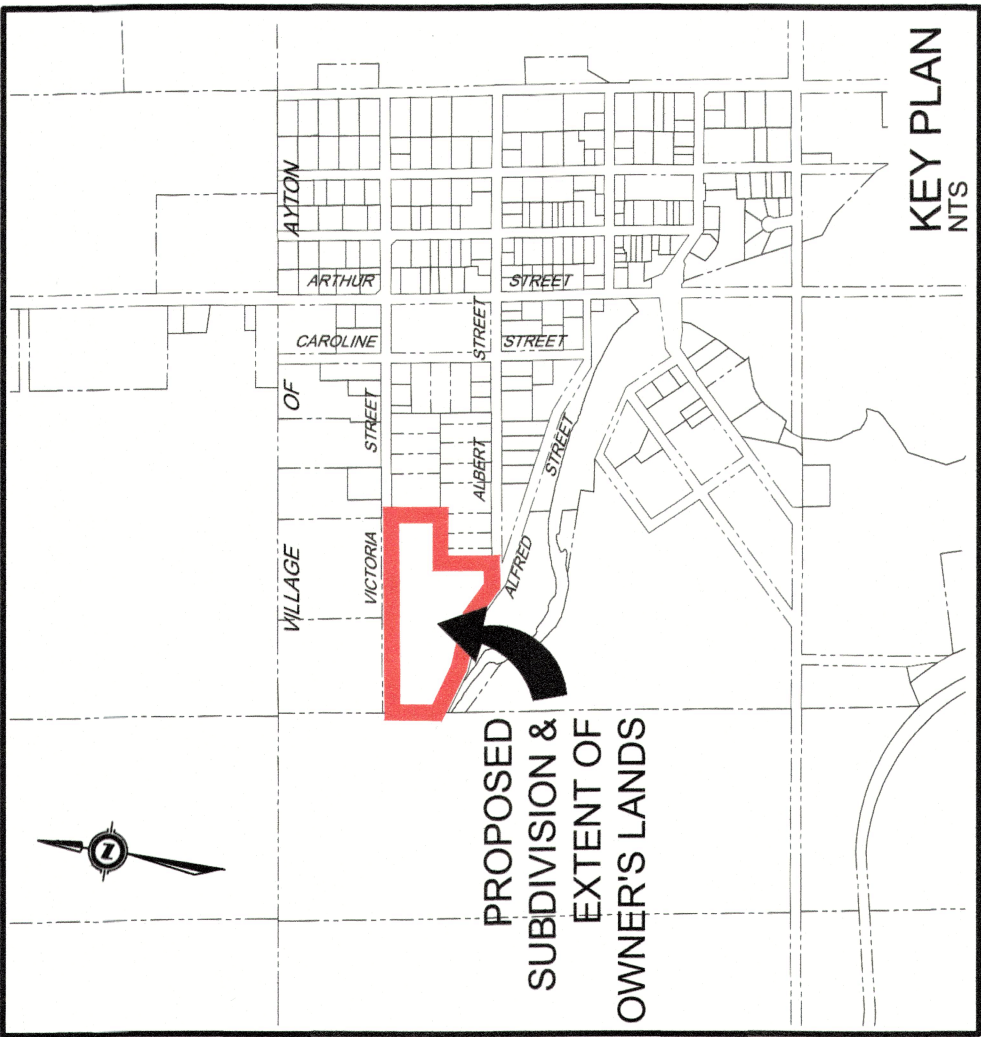 KEY PLAN
NTS
VILLAGE OF AYTON
ARTHUR STREET
CAROLINE STREET
VICTORIA STREET
ALBERT STREET
ALFRED STREET
PROPOSED
SUBDIVISION &
EXTENT OF
OWNER'S LANDS
N